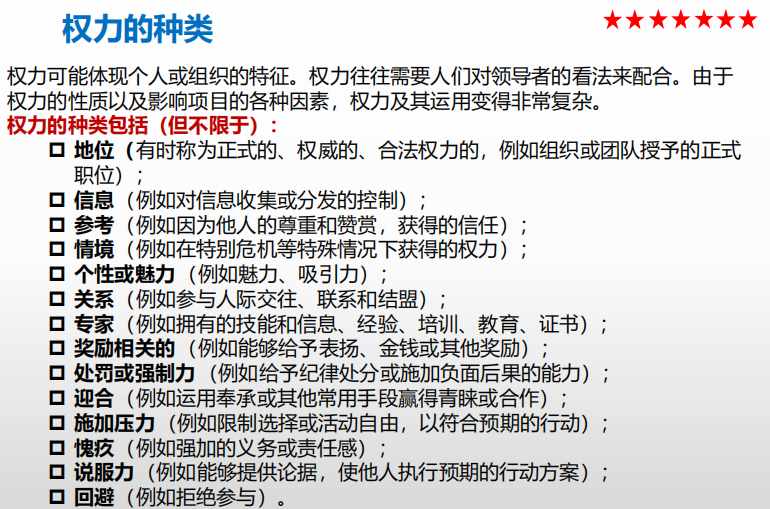 权力的种类
权力可能体现个人或组织的特征。权力往往需要人们对领导者的看法来配合。由于
权力的性质以及影响项目的各种因素，权力及其运用变得非常复杂。
权力的种类包括（但不限于）：
地位（有时称为正式的、权威的、合法权力的，例如组织或团队授予的正式
职位）；
信息（例如对信息收集或分发的控制）；
参考（例如因为他人的尊重和赞赏，获得的信任）；
情境（例如在特别危机等特殊情况下获得的权力）；
个性或魅力（例如魅力、吸引力）；
关系（例如参与人际交往、联系和结盟）；
专家（例如拥有的技能和信息、经验、培训、教育、证书）；
奖励相关的（例如能够给予表扬、金钱或其他奖励）；
处罚或强制力（例如给予纪律处分或施加负面后果的能力）；
迎合（例如运用奉承或其他常用手段赢得青睐或合作）；
施加压力（例如限制选择或活动自由，以符合预期的行动）；
愧疚（例如强加的义务或责任感）；
说服力（例如能够提供论据，使他人执行预期的行动方案）；
回避（例如拒绝参与）。